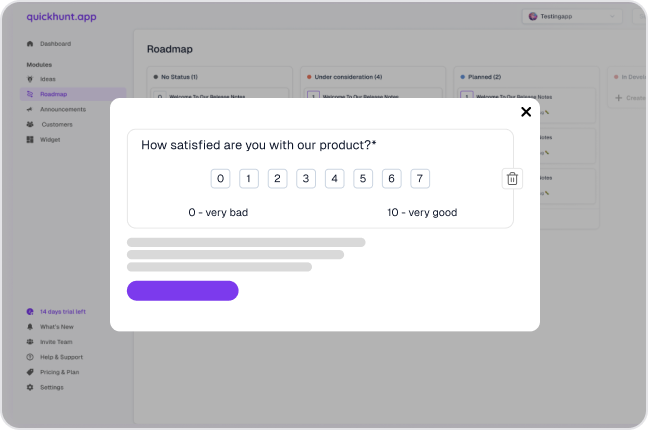 quickhunt.app
Testingapp
Dashboard
Modules
Ideas
Roadmap
Announcements
Customers
Widget
14 days trial left
What's New
Invite Team
Help & Support
Pricing & Plan
Settings
Roadmap
No Status (1)
Under consideration (4)
Planned (2)
In Devel
Welcome To Our Release Notes
Welcome To Our Release Notes
Welcome To Our Release Notes
Create
Notes
Notes
How satisfied are you with our product?*
0 1 2 3 4 5 6 7
0 - very bad
10 - very good